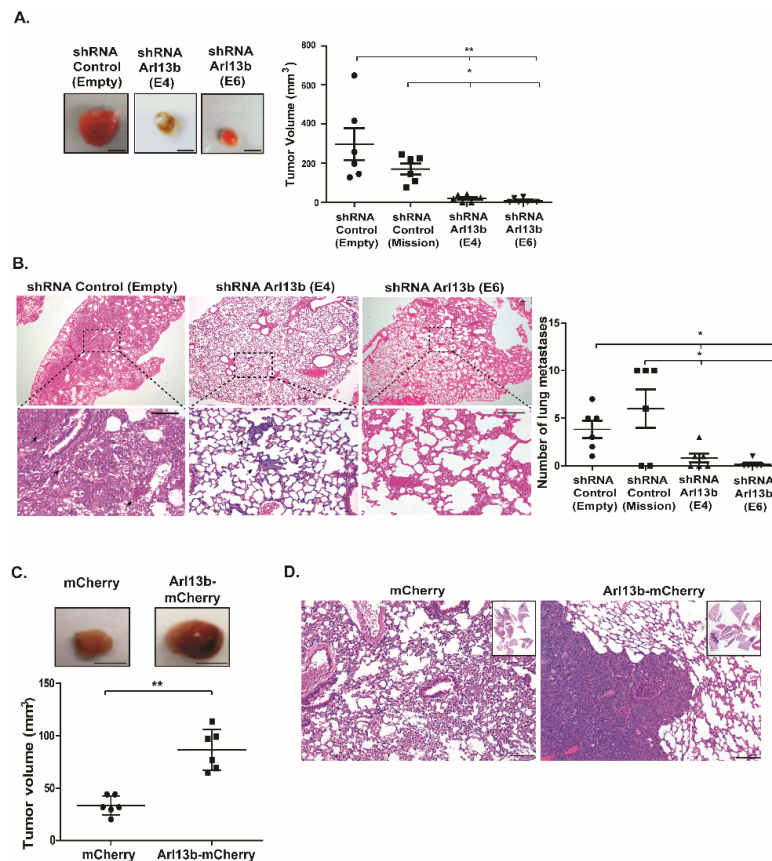 A.
shRNA Control (Empty)
shRNA Arl13b (E4)
shRNA Arl13b (E6)
Tumor Volume (mm³)
800
600
400
200
0
**
*
shRNA Control (Empty)
shRNA Control (Mission)
shRNA Arl13b (E4)
shRNA Arl13b (E6)
B.
shRNA Control (Empty)
shRNA Arl13b (E4)
shRNA Arl13b (E6)
Number of lung metastases
15
10
5
0
*
*
shRNA Control (Empty)
shRNA Control (Mission)
shRNA Arl13b (E4)
shRNA Arl13b (E6)
C.
mCherry
Arl13b-mCherry
Tumor volume (mm³)
150
100
50
0
**
mCherry
Arl13b-mCherry
D.
mCherry
Arl13b-mCherry